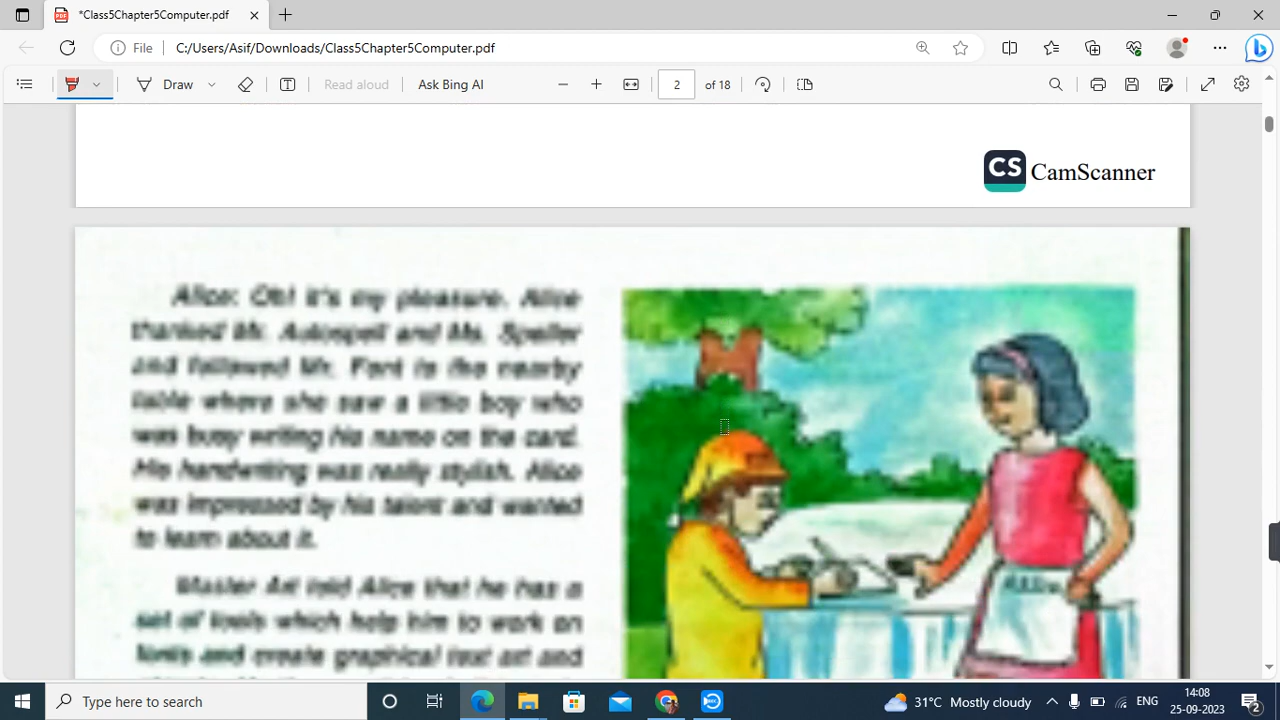 *Class5Chapter5Computer.pdf
File C:/Users/Asif/Downloads/Class5Chapter5Computer.pdf
Draw Read aloud Ask Bing AI 2 of 18
CS CamScanner
Alice: Oh! It's my pleasure. Alice
thanked Mr. Autospell and Ms. Speller
and followed Mr. Font to the nearby
table where she saw a little boy who
was busy writing his name on the card.
His handwriting was really stylish. Alice
was impressed by his talent and wanted
to learn about it.
Master Art told Alice that he has a
set of tools which help him to work on
fonts and create graphical text art and
Type here to search
31°C Mostly cloudy ENG 14:08
25-09-2023 2